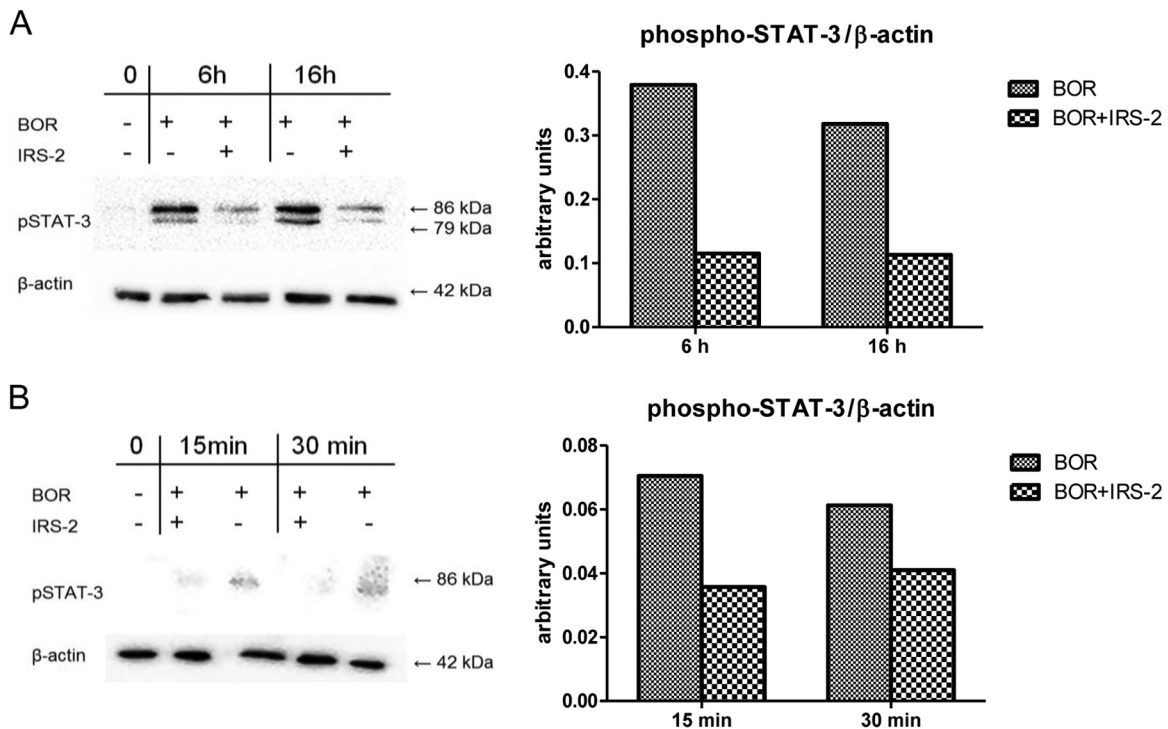 A
0 6h 16h
BOR - + + + +
IRS-2 - - + - +
pSTAT-3
← 86 kDa
← 79 kDa
β-actin
← 42 kDa
phospho-STAT-3/β-actin
arbitrary units
0.4
0.3
0.2
0.1
0.0
6 h 16 h
BOR
BOR+IRS-2
B
0 15min 30 min
BOR - + + + +
IRS-2 - + - + -
pSTAT-3
← 86 kDa
β-actin
← 42 kDa
phospho-STAT-3/β-actin
arbitrary units
0.08
0.06
0.04
0.02
0.00
15 min 30 min
BOR
BOR+IRS-2